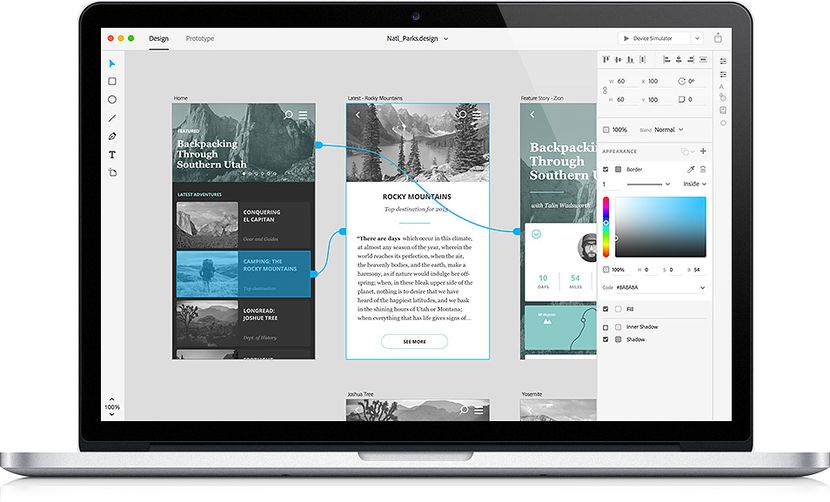 Design
Prototype
Natl_Parks.design
Device Simulator
Home
FEATURED
Backpacking
Through
Southern Utah
LATEST ADVENTURES
CONQUERING
EL CAPITAN
Gear and Guides
CAMPING: THE
ROCKY MOUNTAINS
Top destination
LONGREAD:
JOSHUA TREE
Dept. of History
Latest - Rocky Mountains
ROCKY MOUNTAINS
Top destination for 2015
"There are days which occur in this climate,
at almost any season of the year, wherein the
world reaches its perfection, when the air,
the heavenly bodies, and the earth, make a
harmony, as if nature would indulge her off-
spring; when, in these bleak upper side of the
planet, nothing is to desire that we have
heard of the happiest latitudes, and we bask
in the shining hours of Utah or Montana;
when everything that has life gives signs of...
SEE MORE
Feature Story - Zion
Backpacking
Through
Southern Utah
with Talin Wadsworth
10
DAYS
54
MILES
Joshua Tree
Yosemite
100%
W 60 X 100 0°
H 60 Y 100 0
100% Blend Normal
APPEARANCE
Border
1 Inside
100% H 0 S 0 B 54
Code #8A8A8A
Fill
Inner Shadow
Shadow
T
A